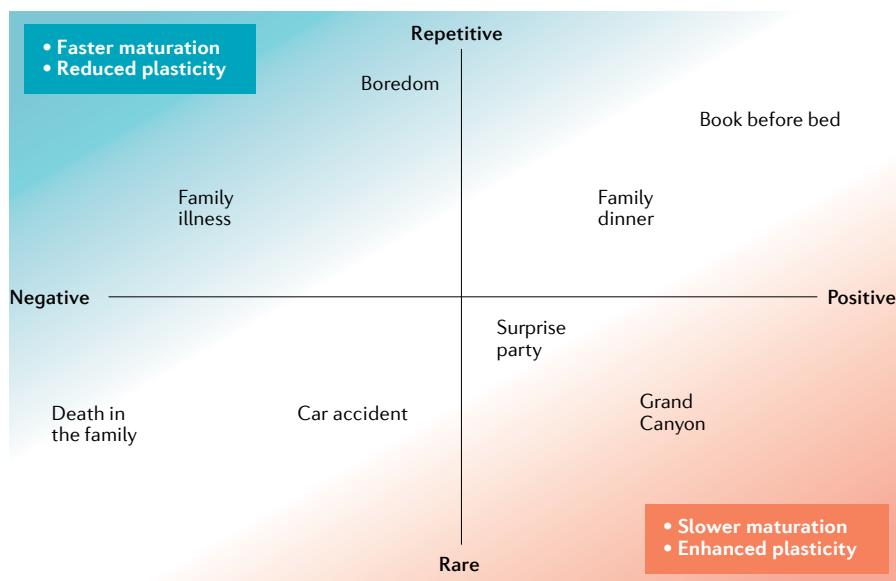 • Faster maturation
• Reduced plasticity
Repetitive
Boredom
Book before bed
Family
illness
Family
dinner
Negative
Positive
Surprise
party
Death in
the family
Car accident
Grand
Canyon
• Slower maturation
• Enhanced plasticity
Rare